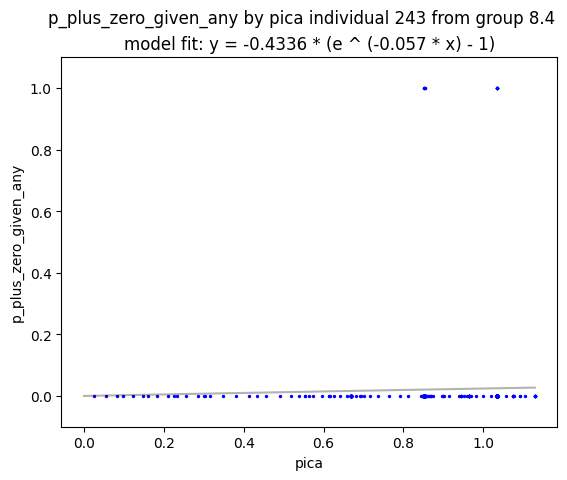 p_plus_zero_given_any by pica individual 243 from group 8.4
model fit: y = -0.4336 * (e ^ (-0.057 * x) - 1)
1.0
0.8
0.6
0.4
0.2
0.0
p_plus_zero_given_any
0.0 0.2 0.4 0.6 0.8 1.0
pica